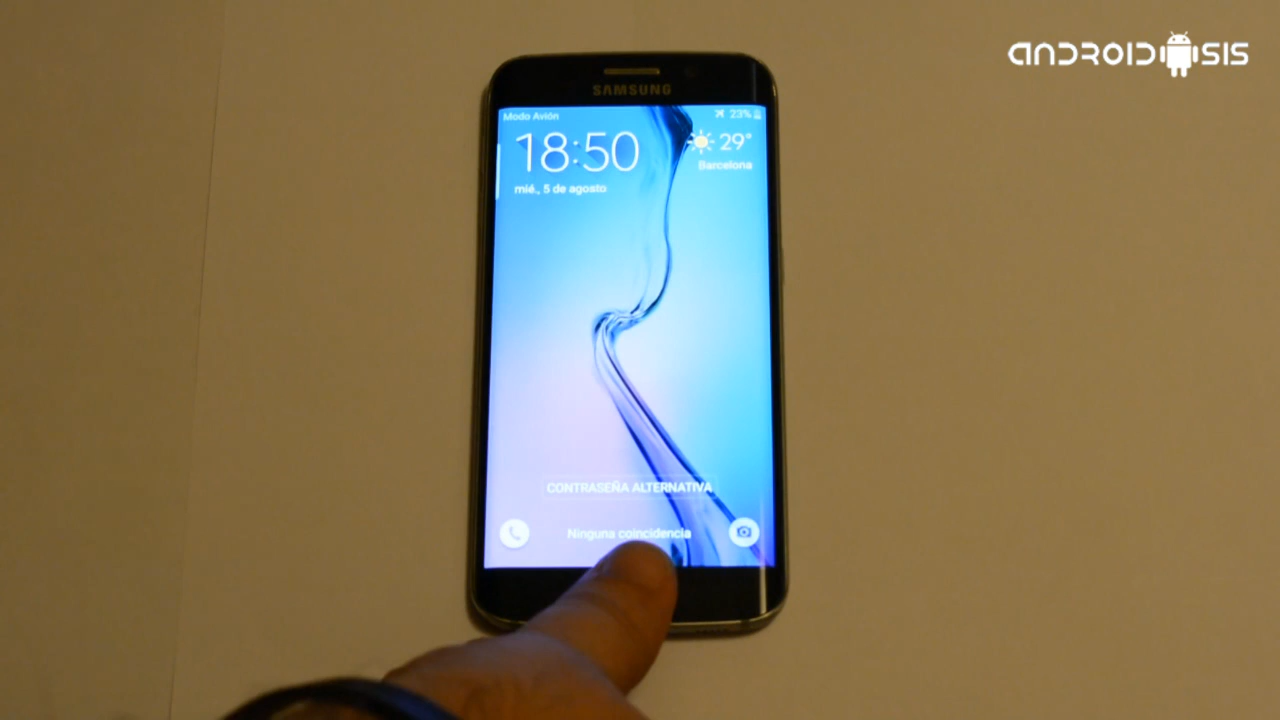 ANDROIDSIS
SAMSUNG
Modo Avión
23%
18:50
29°
Barcelona
mié., 5 de agosto
CONTRASEÑA ALTERNATIVA
Ninguna coincidencia